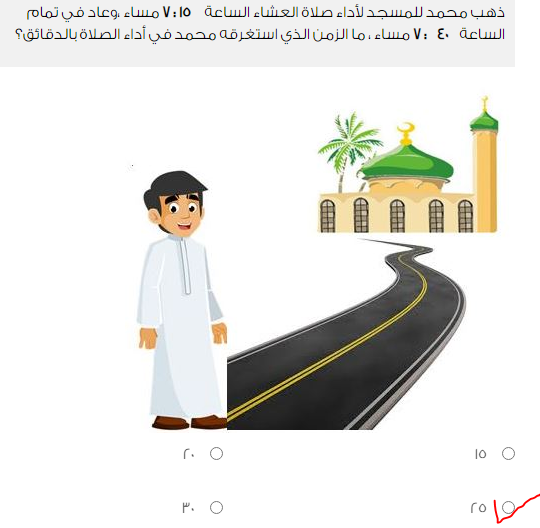 ذهب محمد للمسجد لأداء صلاة العشاء الساعة ٧:١٥ مساء ،وعاد في تمام
الساعة ٧:٤٠ مساء ، ما الزمن الذي استغرقه محمد في أداء الصلاة بالدقائق؟
١٥
٢٠
٢٥
٣٠